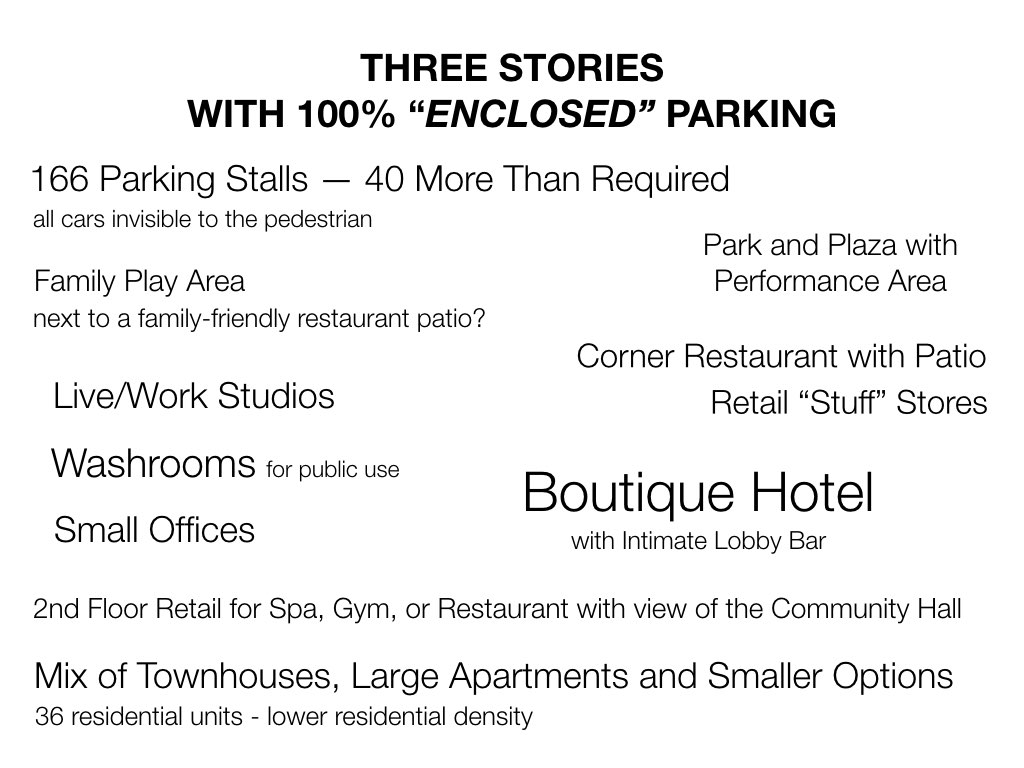 THREE STORIES
WITH 100% “ENCLOSED” PARKING
166 Parking Stalls — 40 More Than Required
all cars invisible to the pedestrian
Park and Plaza with
Performance Area
Family Play Area
next to a family-friendly restaurant patio?
Corner Restaurant with Patio
Live/Work Studios
Retail “Stuff” Stores
Washrooms for public use
Boutique Hotel
with Intimate Lobby Bar
Small Offices
2nd Floor Retail for Spa, Gym, or Restaurant with view of the Community Hall
Mix of Townhouses, Large Apartments and Smaller Options
36 residential units - lower residential density